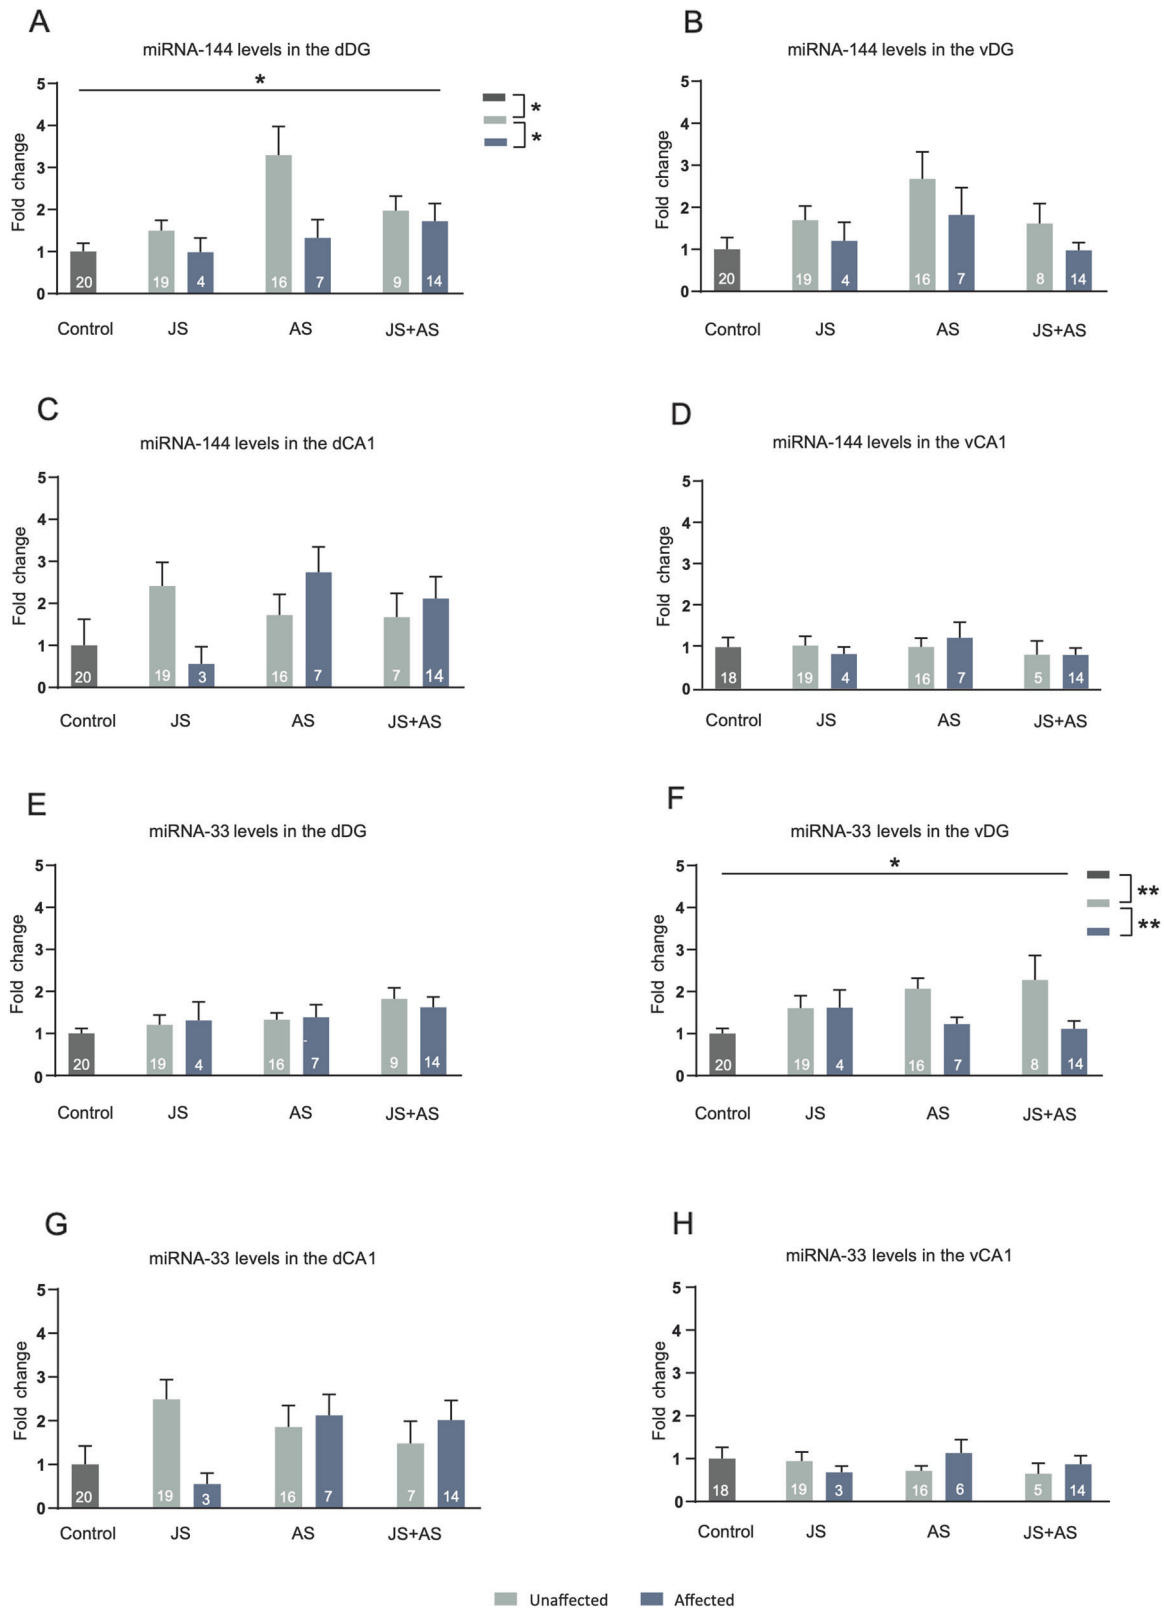 A
miRNA-144 levels in the dDG
*
5
4
3
2
1
0
Fold change
20
19
4
16
7
9
14
Control
JS
AS
JS+AS
*
*
B
miRNA-144 levels in the vDG
5
4
3
2
1
0
Fold change
20
19
4
16
7
8
14
Control
JS
AS
JS+AS
C
miRNA-144 levels in the dCA1
5
4
3
2
1
0
Fold change
20
19
3
16
7
7
14
Control
JS
AS
JS+AS
D
miRNA-144 levels in the vCA1
5
4
3
2
1
0
Fold change
18
19
4
16
7
5
14
Control
JS
AS
JS+AS
E
miRNA-33 levels in the dDG
5
4
3
2
1
0
Fold change
20
19
4
16
7
9
14
Control
JS
AS
JS+AS
F
miRNA-33 levels in the vDG
*
5
4
3
2
1
0
Fold change
20
19
4
16
7
8
14
Control
JS
AS
JS+AS
**
**
G
miRNA-33 levels in the dCA1
5
4
3
2
1
0
Fold change
20
19
3
16
7
7
14
Control
JS
AS
JS+AS
H
miRNA-33 levels in the vCA1
5
4
3
2
1
0
Fold change
18
19
3
16
6
5
14
Control
JS
AS
JS+AS
Unaffected
Affected